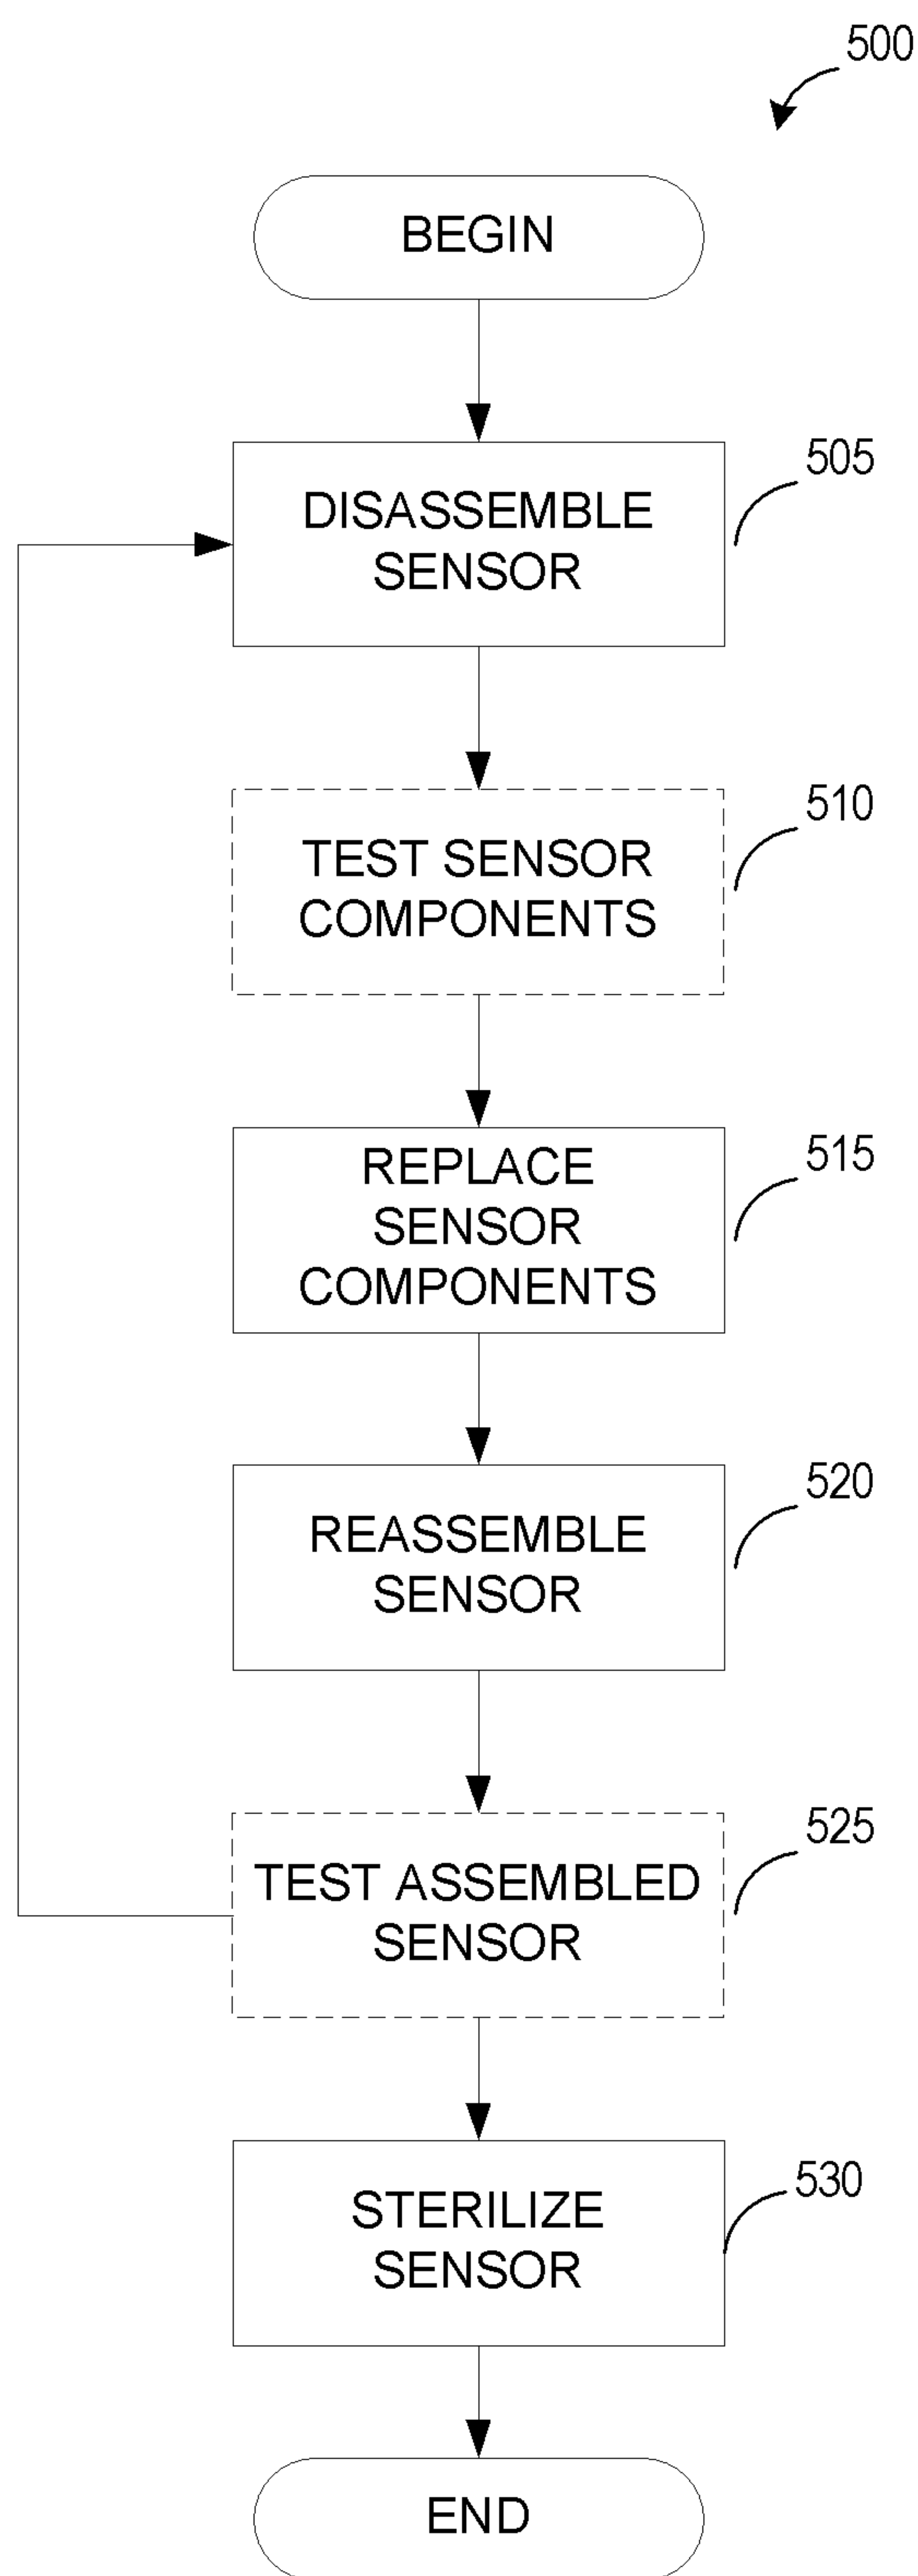 500
BEGIN
505
DISASSEMBLE
SENSOR
510
TEST SENSOR
COMPONENTS
515
REPLACE
SENSOR
COMPONENTS
520
REASSEMBLE
SENSOR
525
TEST ASSEMBLED
SENSOR
530
STERILIZE
SENSOR
END